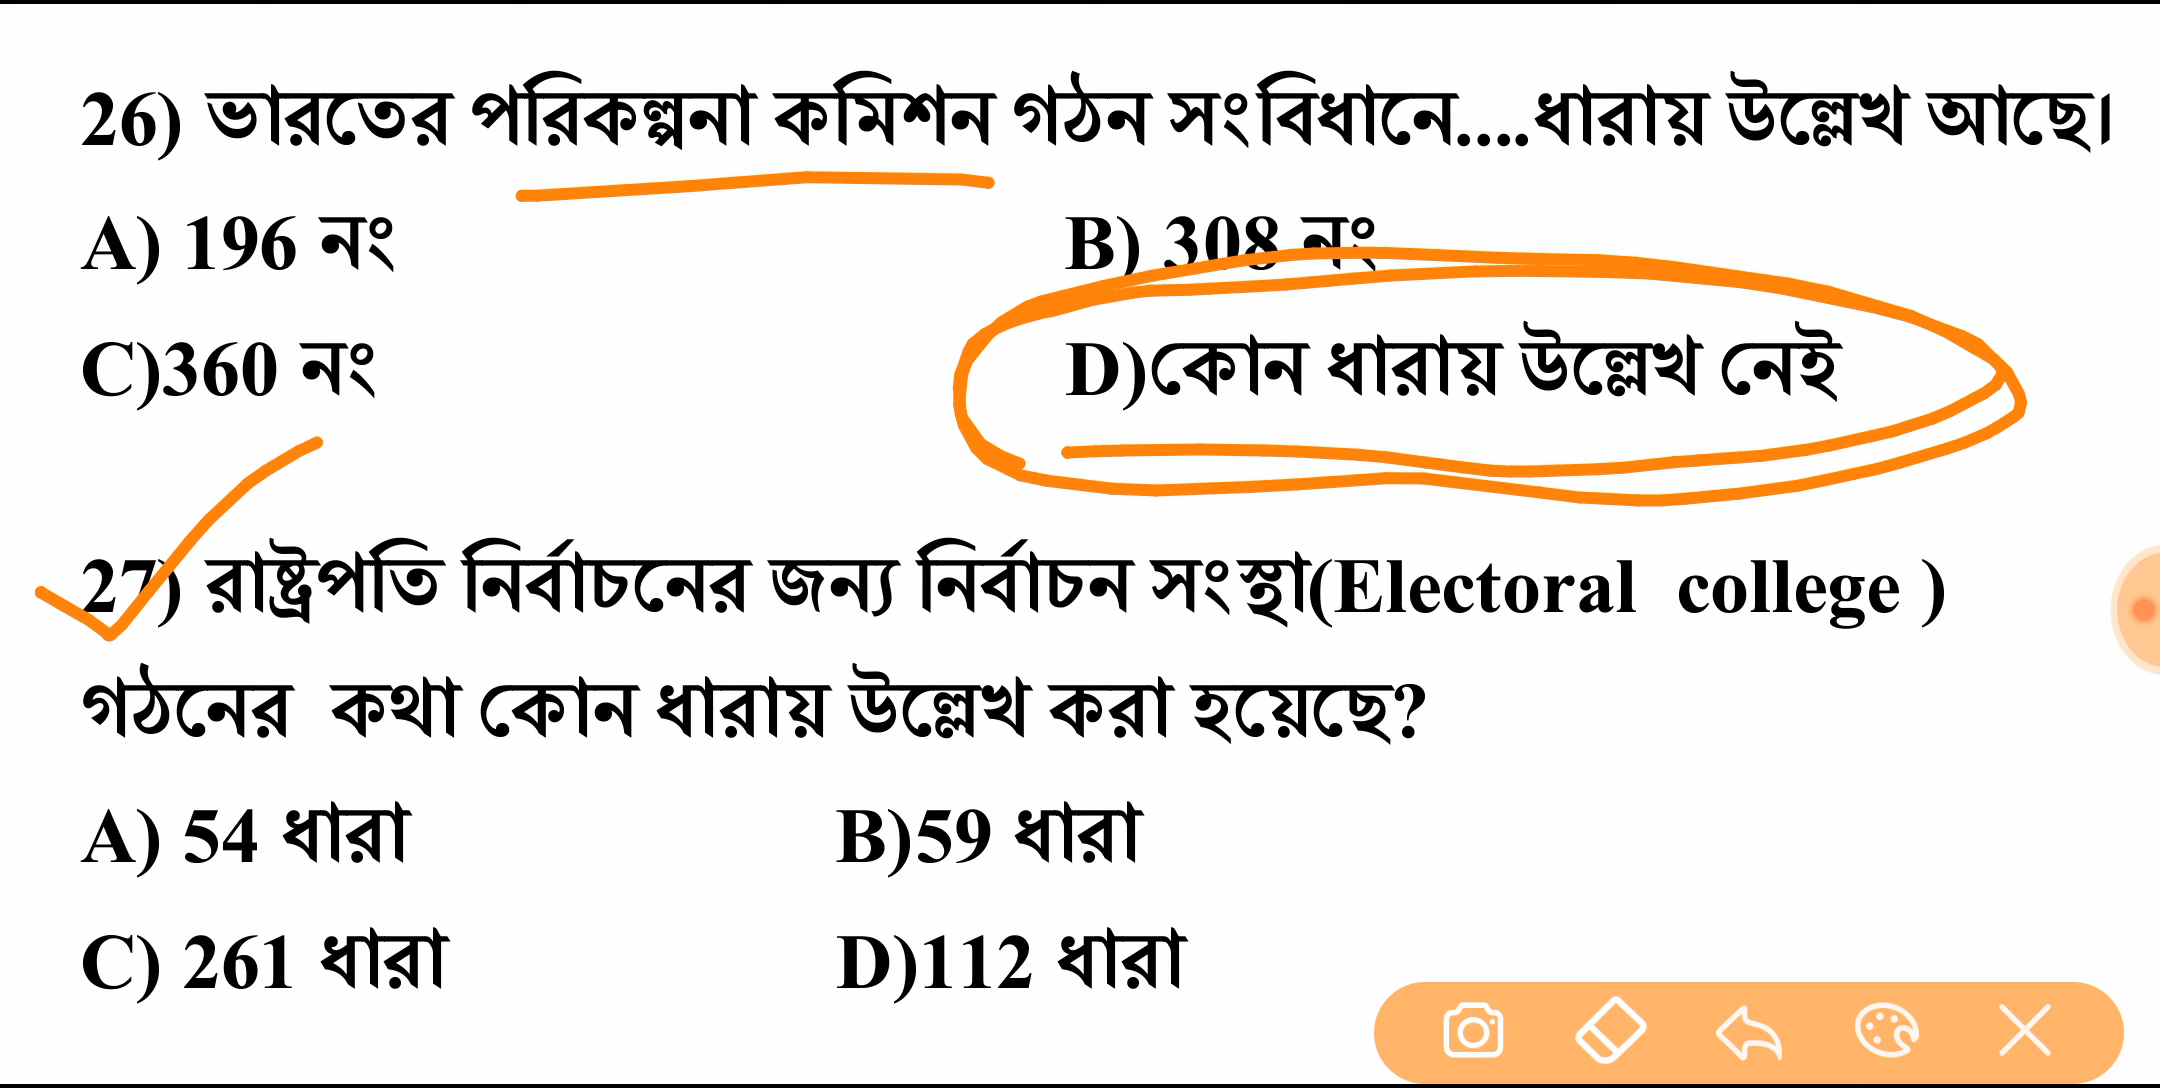 26) ভারতের পরিকল্পনা কমিশন গঠন সংবিধানে....ধারায় উল্লেখ আছে।
A) 196 নং B) 308 নং
C)360 নং D)কোন ধারায় উল্লেখ নেই
27) রাষ্ট্রপতি নির্বাচনের জন্য নির্বাচন সংস্থা(Electoral college )
গঠনের কথা কোন ধারায় উল্লেখ করা হয়েছে?
A) 54 ধারা B)59 ধারা
C) 261 ধারা D)112 ধারা